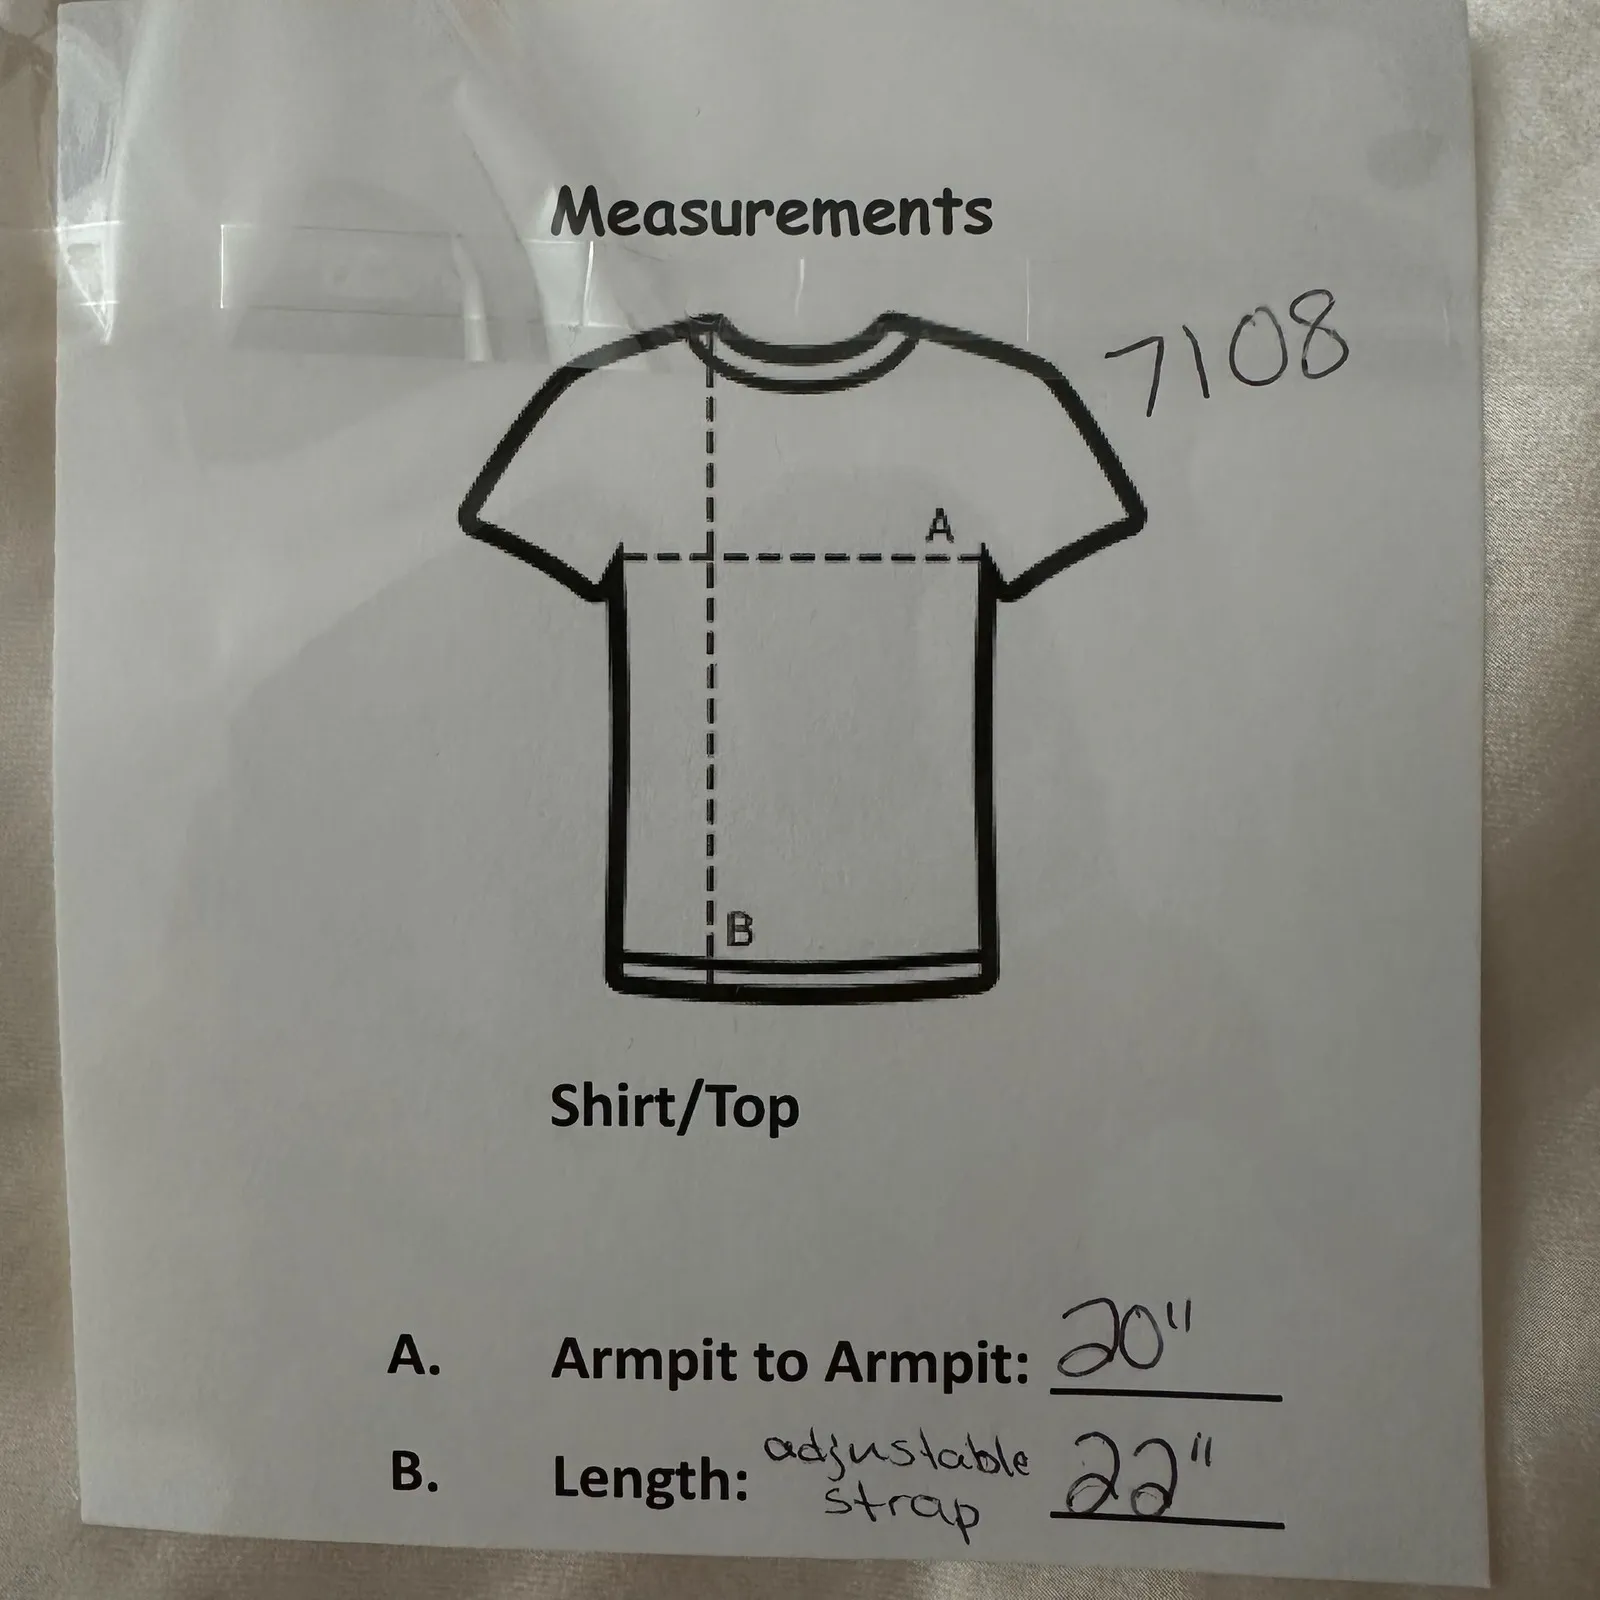 Measurements
7108
A
B
Shirt/Top
A. Armpit to Armpit: 20"
B. Length: adjustable strap 22"